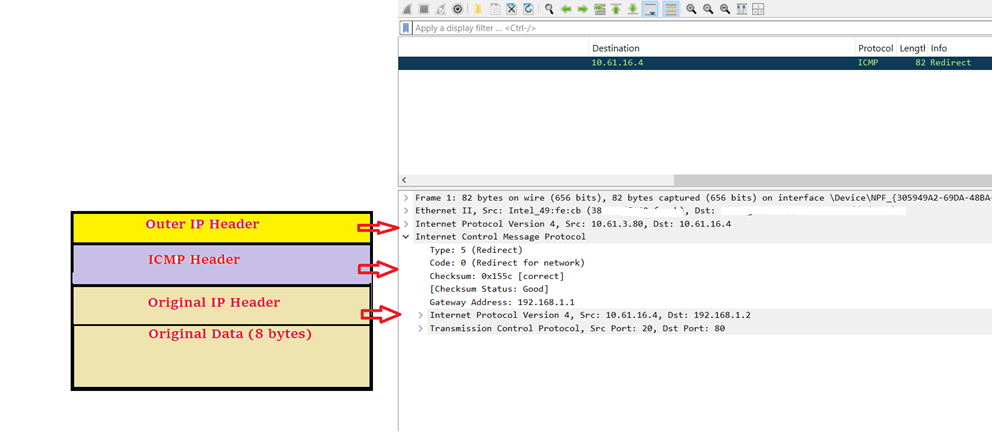 Apply a display filter ... <Ctrl-/>
Destination Protocol Length Info
10.61.16.4 ICMP 82 Redirect
Frame 1: 82 bytes on wire (656 bits), 82 bytes captured (656 bits) on interface \Device\NPF_{305949A2-69DA-48BA-
Ethernet II, Src: Intel_49:fe:cb (38 , Dst:
Internet Protocol Version 4, Src: 10.61.3.80, Dst: 10.61.16.4
Internet Control Message Protocol
Type: 5 (Redirect)
Code: 0 (Redirect for network)
Checksum: 0x155c [correct]
[Checksum Status: Good]
Gateway Address: 192.168.1.1
Internet Protocol Version 4, Src: 10.61.16.4, Dst: 192.168.1.2
Transmission Control Protocol, Src Port: 20, Dst Port: 80
Outer IP Header
ICMP Header
Original IP Header
Original Data (8 bytes)